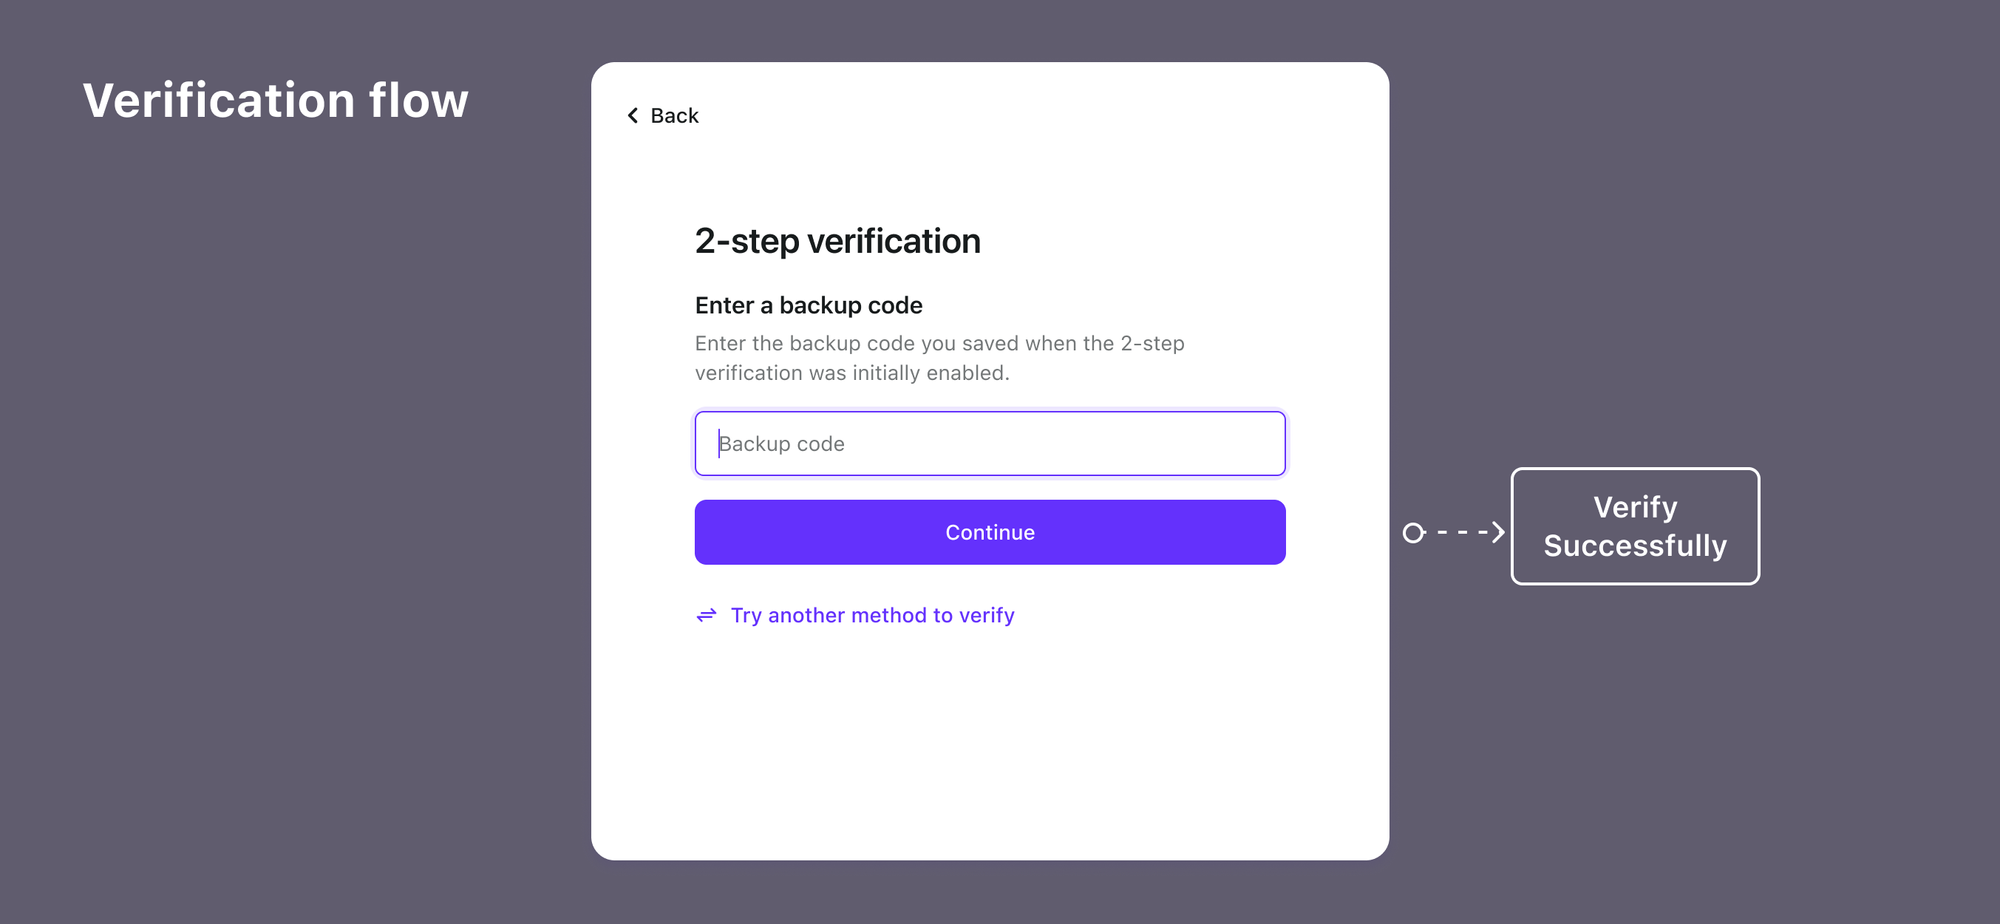 Verification flow
Back
2-step verification
Enter a backup code
Enter the backup code you saved when the 2-step
verification was initially enabled.
Backup code
Continue
Try another method to verify
Verify
Successfully